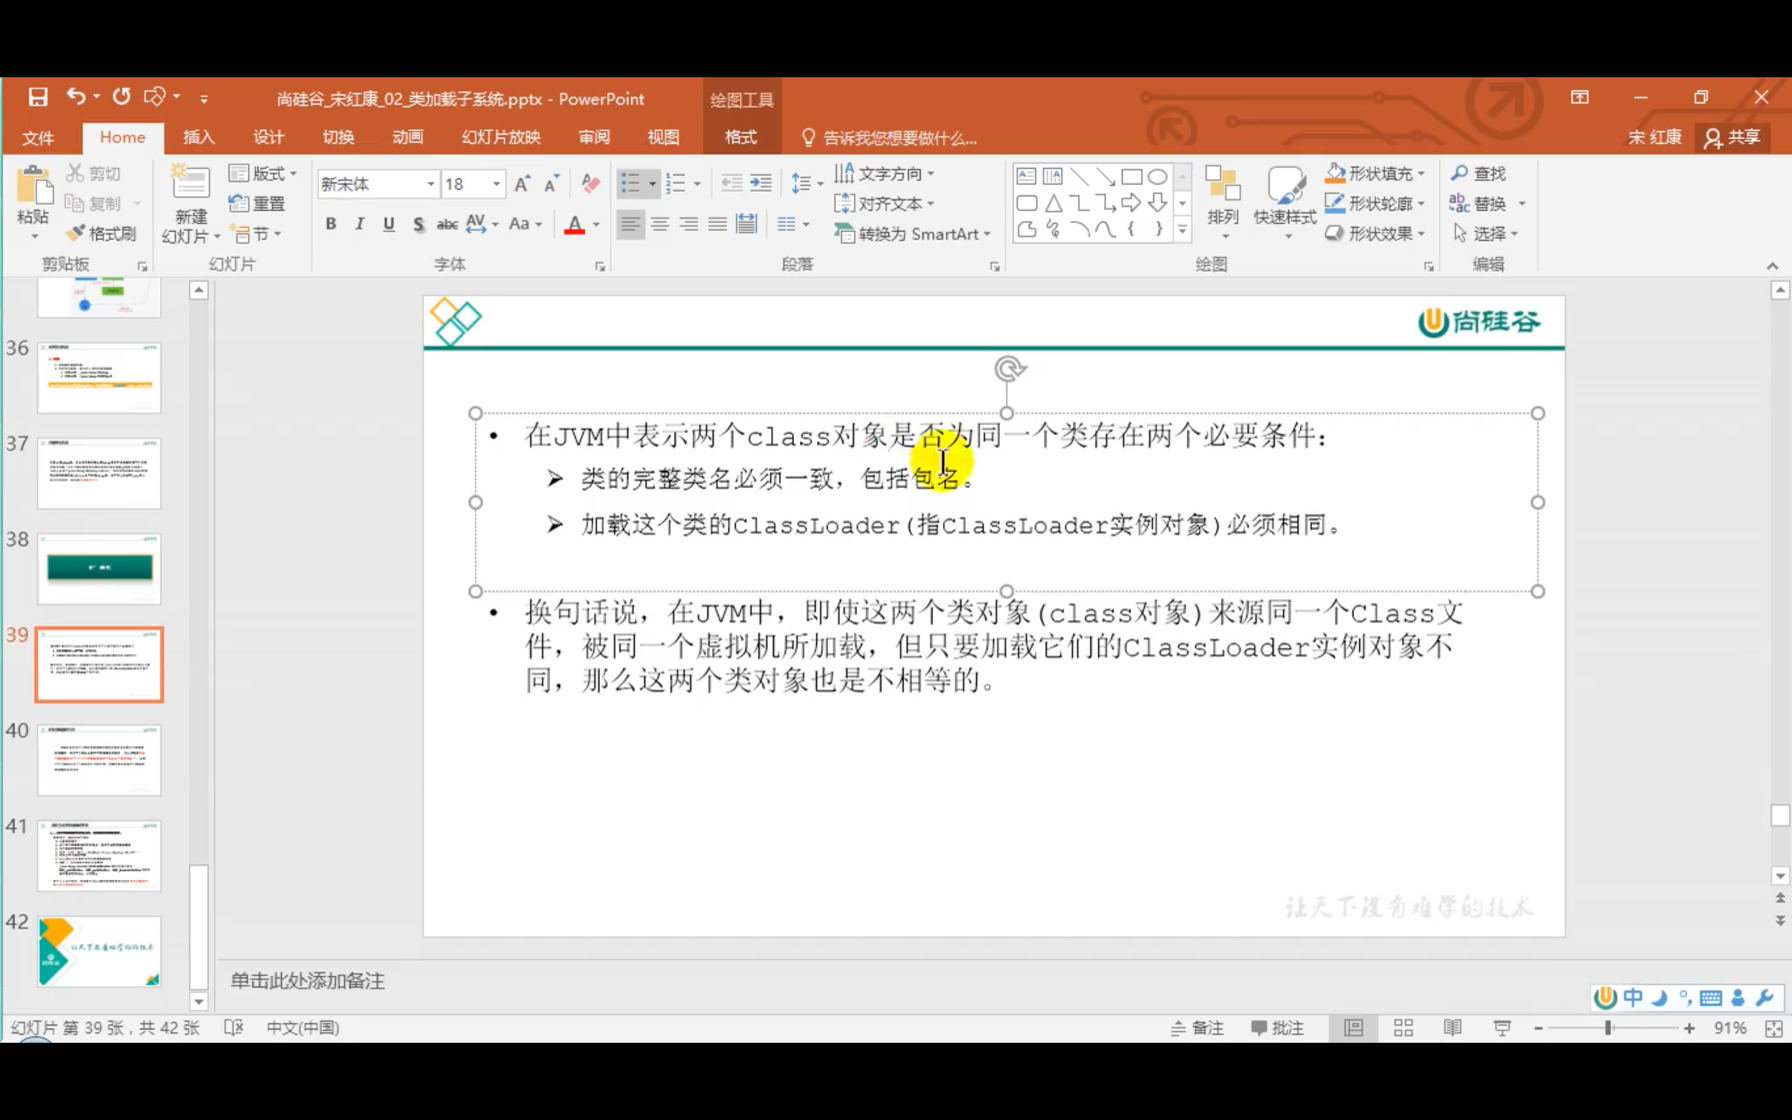 尚硅谷_宋红康_02_类加载子系统.pptx - PowerPoint
绘图工具
文件 Home 插入 设计 切换 动画 幻灯片放映 审阅 视图 格式 告诉我您想要做什么... 宋 红康 共享
粘贴 剪切 复制 格式刷 剪贴板
新建幻灯片 版式 重置 节 幻灯片
新宋体 18 字体
B I U S abc AV Aa A
文字方向 对齐文本 转换为 SmartArt 段落
排列 快速样式 形状填充 形状轮廓 形状效果 绘图
查找 替换 选择 编辑
36
37
38
39
40
41
42
尚硅谷
• 在JVM中表示两个class对象是否为同一个类存在两个必要条件：
➢ 类的完整类名必须一致，包括包名。
➢ 加载这个类的ClassLoader(指ClassLoader实例对象)必须相同。
• 换句话说，在JVM中，即使这两个类对象(class对象)来源同一个Class文
件，被同一个虚拟机所加载，但只要加载它们的ClassLoader实例对象不
同，那么这两个类对象也是不相等的。
让天下没有难学的技术
单击此处添加备注
中
幻灯片 第 39 张，共 42 张 中文(中国) 备注 批注 91%